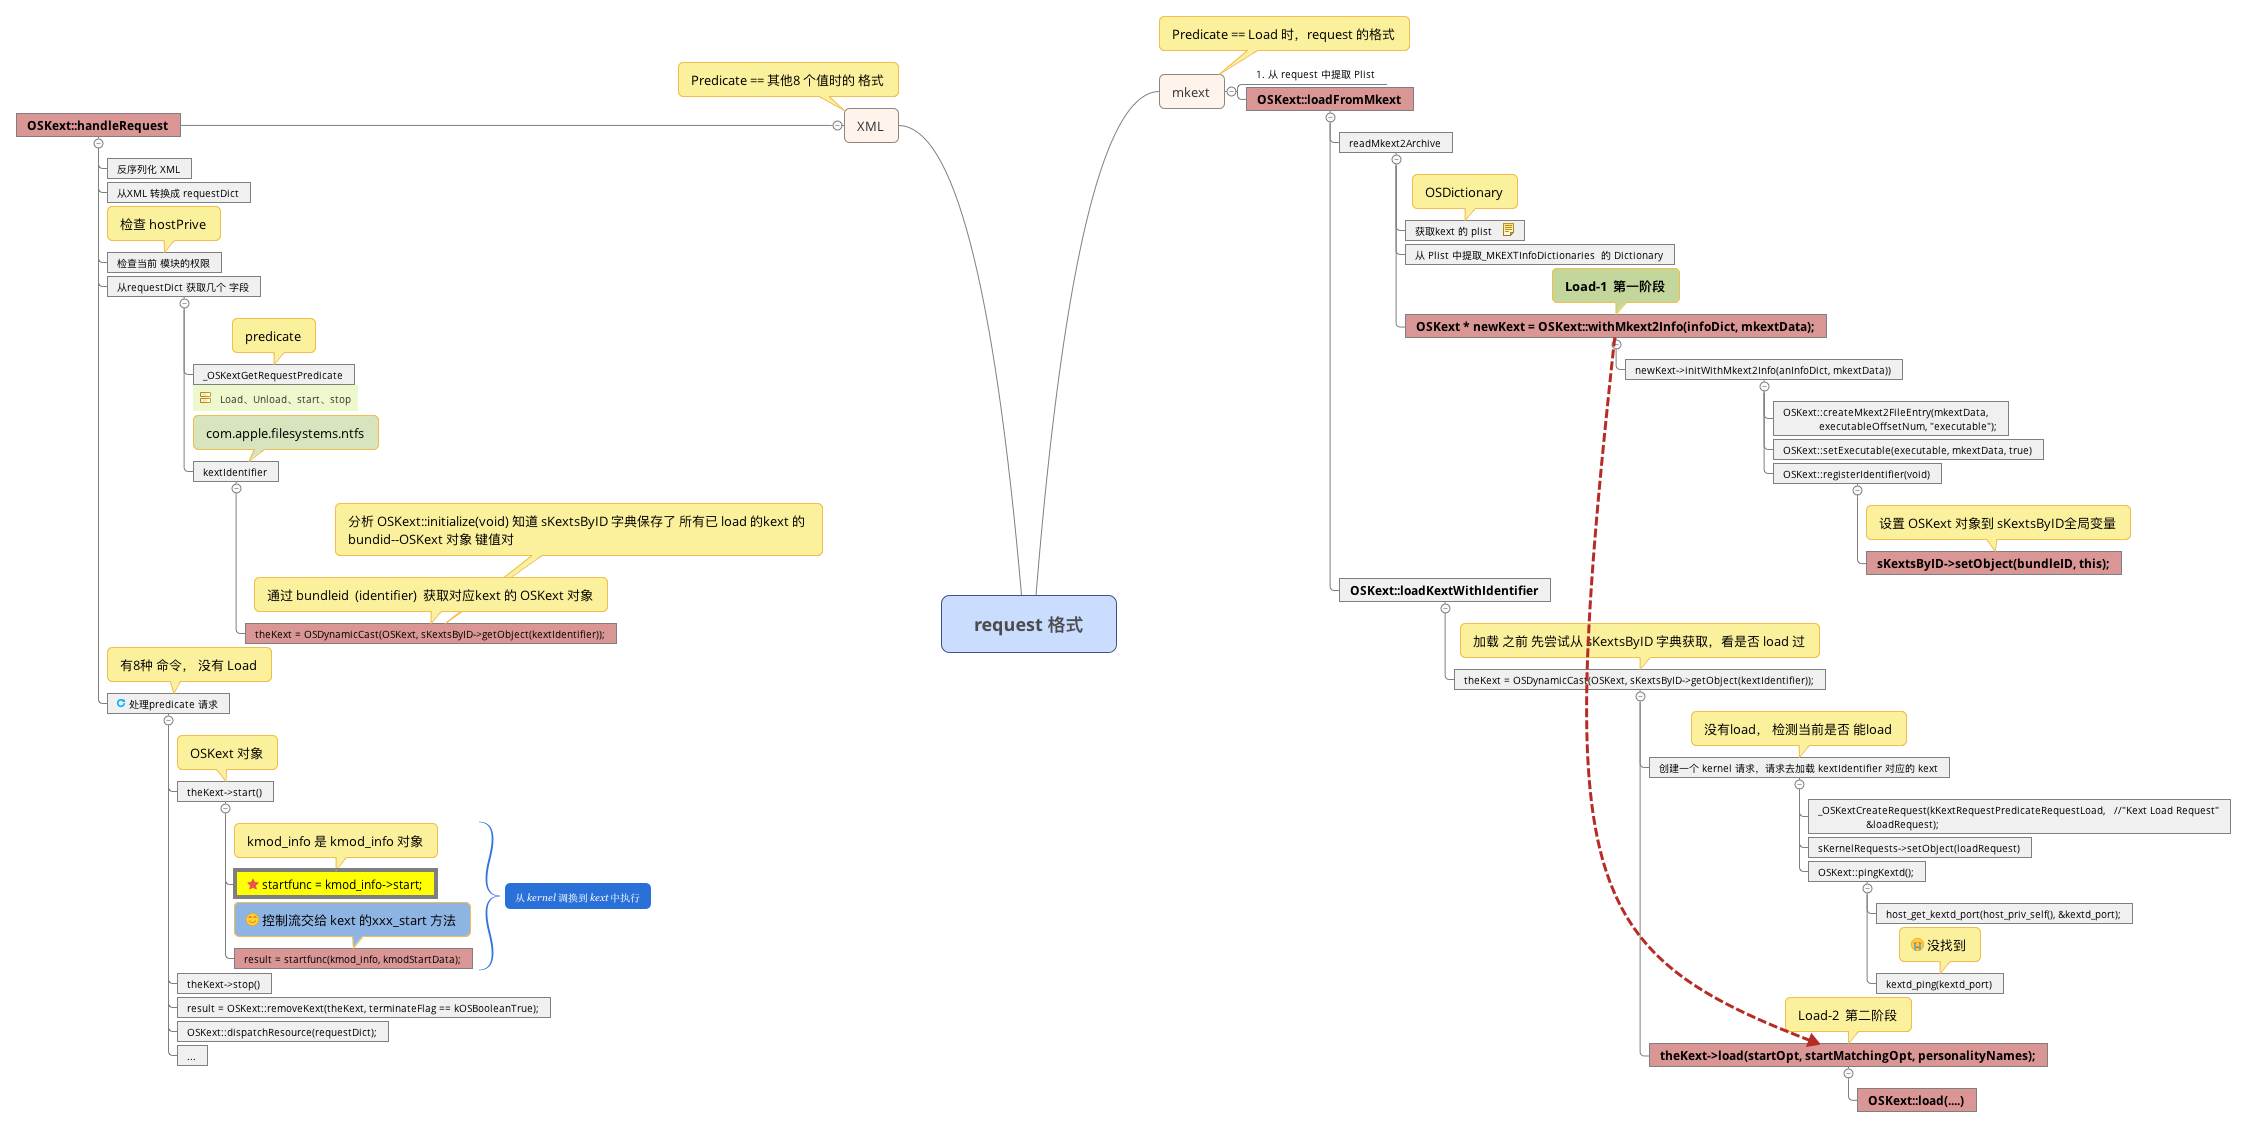 request 格式
Predicate == Load 时，request 的格式
mkext
1. 从 request 中提取 Plist
OSKext::loadFromMkext
readMkext2Archive
OSDictionary
获取kext 的 plist
从 Plist 中提取_MKEXTInfoDictionaries 的 Dictionary
Load-1 第一阶段
OSKext * newKext = OSKext::withMkext2Info(infoDict, mkextData);
newKext->initWithMkext2Info(anInfoDict, mkextData))
OSKext::createMkext2FileEntry(mkextData,
executableOffsetNum, "executable");
OSKext::setExecutable(executable, mkextData, true)
OSKext::registerIdentifier(void)
设置 OSKext 对象到 sKextsByID全局变量
sKextsByID->setObject(bundleID, this);
OSKext::loadKextWithIdentifier
加载 之前 先尝试从 sKextsByID 字典获取，看是否 load 过
theKext = OSDynamicCast(OSKext, sKextsByID->getObject(kextIdentifier));
没有load， 检测当前是否 能load
创建一个 kernel 请求，请求去加载 kextIdentifier 对应的 kext
_OSKextCreateRequest(kKextRequestPredicateRequestLoad, //"Kext Load Request"
&loadRequest);
sKernelRequests->setObject(loadRequest)
OSKext::pingKextd();
host_get_kextd_port(host_priv_self(), &kextd_port);
没找到
kextd_ping(kextd_port)
Load-2 第二阶段
theKext->load(startOpt, startMatchingOpt, personalityNames);
OSKext::load(....)
Predicate == 其他8 个值时的 格式
XML
OSKext::handleRequest
反序列化 XML
从XML 转换成 requestDict
检查 hostPrive
检查当前 模块的权限
从requestDict 获取几个 字段
predicate
_OSKextGetRequestPredicate
Load、Unload、start、stop
com.apple.filesystems.ntfs
kextIdentifier
分析 OSKext::initialize(void) 知道 sKextsByID 字典保存了 所有已 load 的kext 的
bundid--OSKext 对象 键值对
通过 bundleid (identifier) 获取对应kext 的 OSKext 对象
theKext = OSDynamicCast(OSKext, sKextsByID->getObject(kextIdentifier));
有8种 命令， 没有 Load
处理predicate 请求
OSKext 对象
theKext->start()
kmod_info 是 kmod_info 对象
startfunc = kmod_info->start;
控制流交给 kext 的xxx_start 方法
result = startfunc(kmod_info, kmodStartData);
从 kernel 调换到 kext 中执行
theKext->stop()
result = OSKext::removeKext(theKext, terminateFlag == kOSBooleanTrue);
OSKext::dispatchResource(requestDict);
...